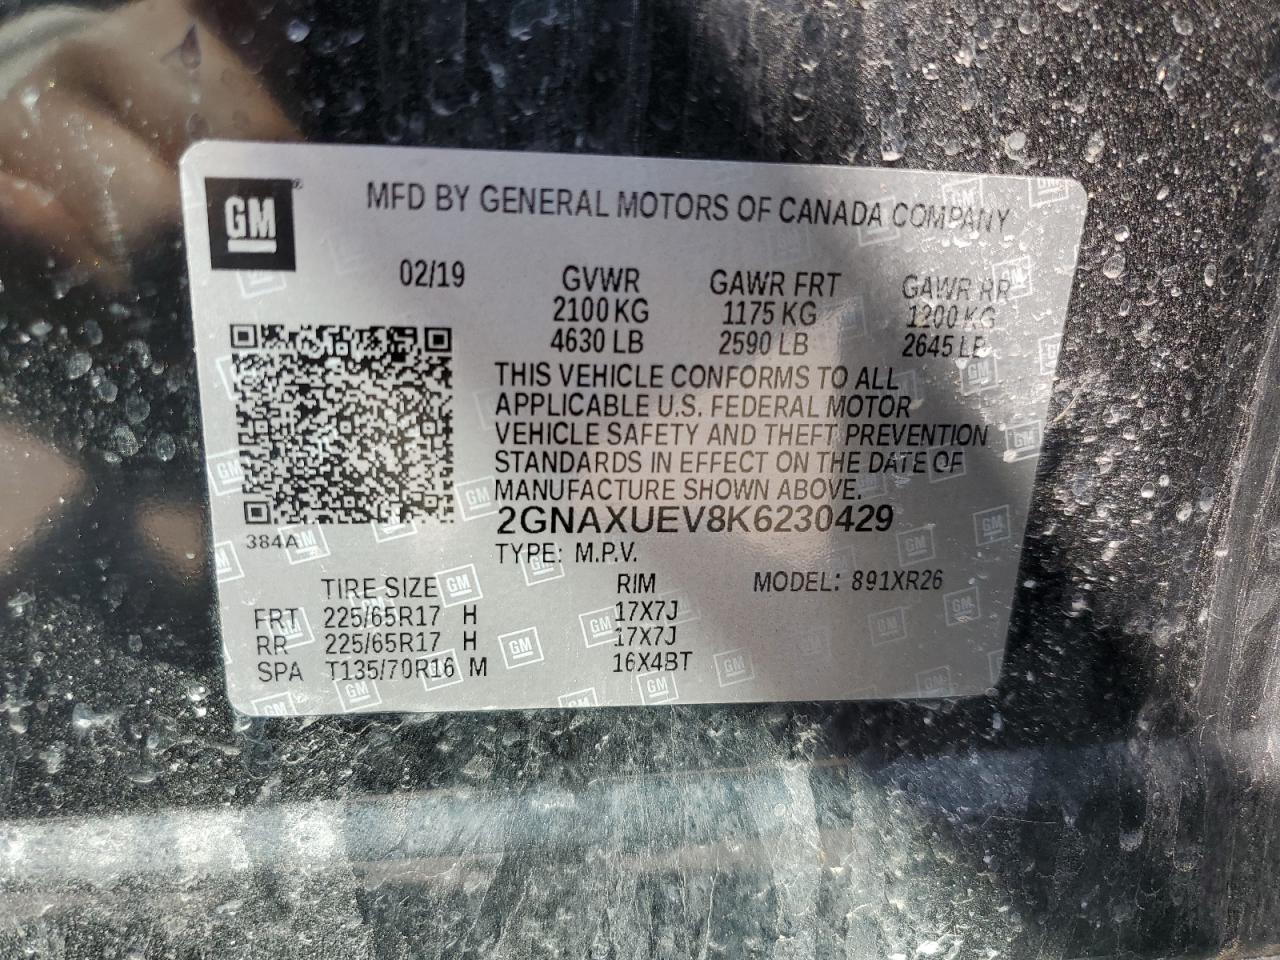 GM
MFD BY GENERAL MOTORS OF CANADA COMPANY
02/19 GVWR GAWR FRT GAWR RR
2100 KG 1175 KG 1200 KG
4630 LB 2590 LB 2645 LB
THIS VEHICLE CONFORMS TO ALL
APPLICABLE U.S. FEDERAL MOTOR
VEHICLE SAFETY AND THEFT PREVENTION
STANDARDS IN EFFECT ON THE DATE OF
MANUFACTURE SHOWN ABOVE.
2GNAXUEV8K6230429
384A
TYPE: M.P.V.
TIRE SIZE RIM MODEL: 891XR26
FRT 225/65R17 H 17X7J
RR 225/65R17 H 17X7J
SPA T135/70R16 M 16X4BT